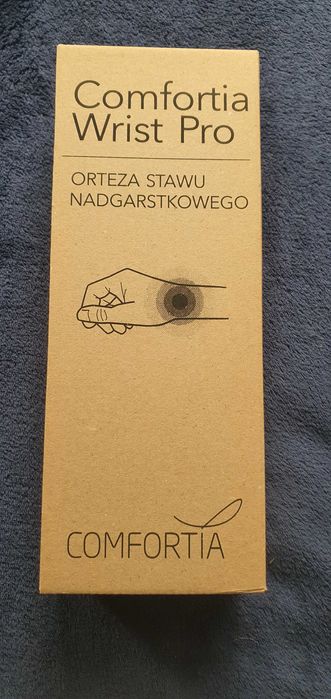 Comfortia
Wrist Pro
ORTEZA STAWU
NADGARSTKOWEGO
COMFORTIA